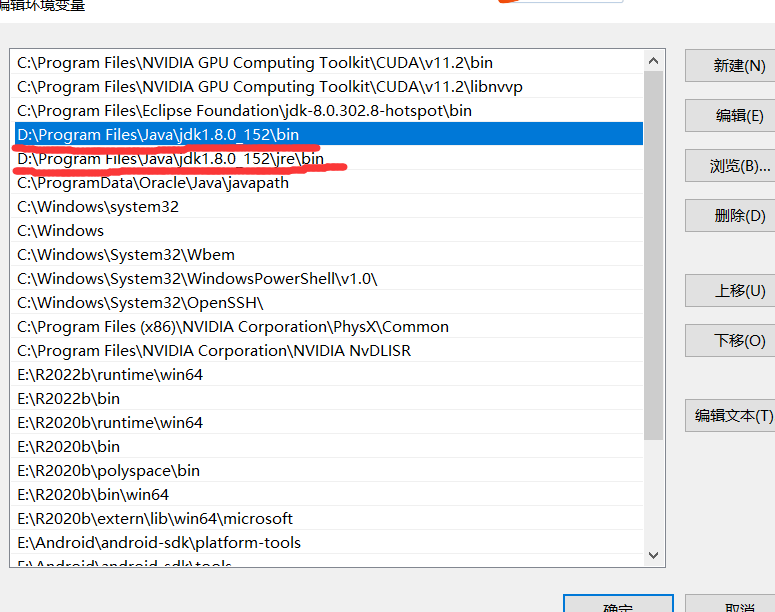 编辑环境变量
C:\Program Files\NVIDIA GPU Computing Toolkit\CUDA\v11.2\bin
C:\Program Files\NVIDIA GPU Computing Toolkit\CUDA\v11.2\libnvvp
C:\Program Files\Eclipse Foundation\jdk-8.0.302.8-hotspot\bin
D:\Program Files\Java\jdk1.8.0_152\bin
D:\Program Files\Java\jdk1.8.0_152\jre\bin
C:\ProgramData\Oracle\Java\javapath
C:\Windows\system32
C:\Windows
C:\Windows\System32\Wbem
C:\Windows\System32\WindowsPowerShell\v1.0\
C:\Windows\System32\OpenSSH\
C:\Program Files (x86)\NVIDIA Corporation\PhysX\Common
C:\Program Files\NVIDIA Corporation\NVIDIA NvDLISR
E:\R2022b\runtime\win64
E:\R2022b\bin
E:\R2020b\runtime\win64
E:\R2020b\bin
E:\R2020b\polyspace\bin
E:\R2020b\bin\win64
E:\R2020b\extern\lib\win64\microsoft
E:\Android\android-sdk\platform-tools
E:\Android\android-sdk\tools
新建(N)
编辑(E)
浏览(B)...
删除(D)
上移(U)
下移(O)
编辑文本(T)
确定
取消